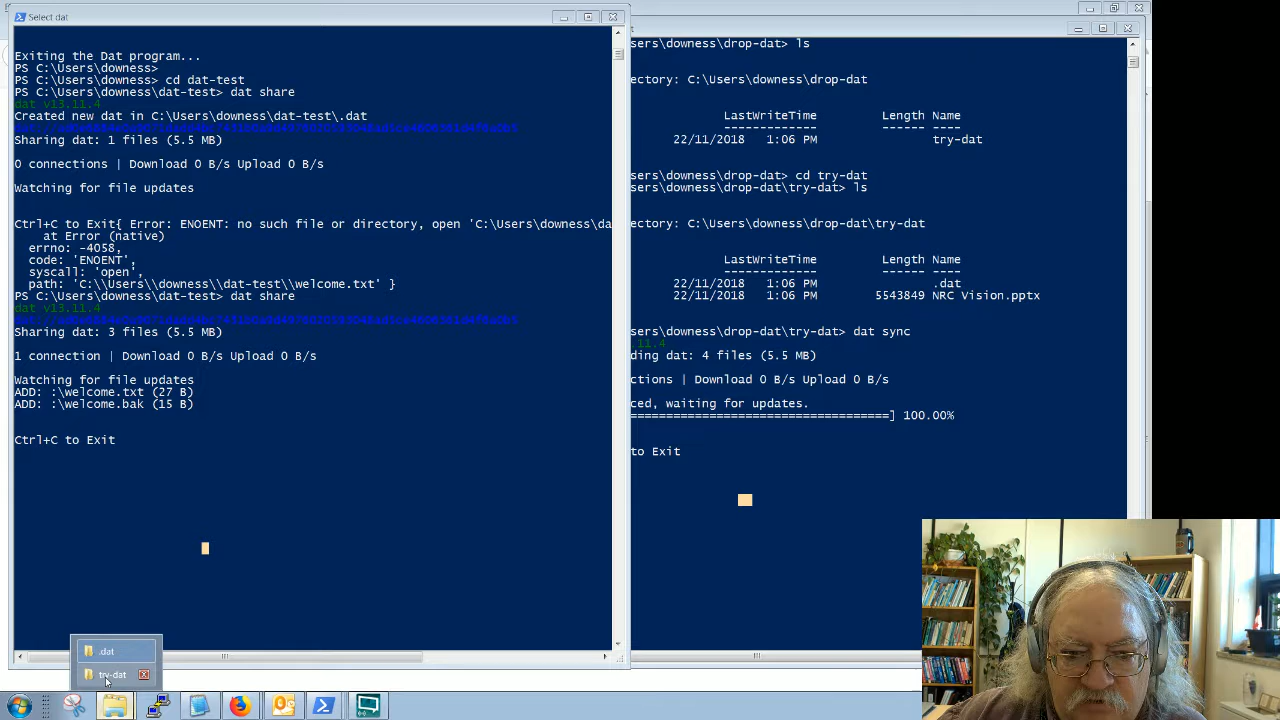 Select dat
Exiting the Dat program...
PS C:\Users\downess>
PS C:\Users\downess> cd dat-test
PS C:\Users\downess\dat-test> dat share
dat v13.11.4
Created new dat in C:\Users\downess\dat-test\.dat
Sharing dat: 1 files (5.5 MB)
0 connections | Download 0 B/s Upload 0 B/s
Watching for file updates
Ctrl+C to Exit{ Error: ENOENT: no such file or directory, open 'C:\Users\downess\da
at Error (native)
errno: -4058,
code: 'ENOENT',
syscall: 'open',
path: 'C:\\Users\\downess\\dat-test\\welcome.txt' }
PS C:\Users\downess\dat-test> dat share
dat v13.11.4
Sharing dat: 3 files (5.5 MB)
1 connection | Download 0 B/s Upload 0 B/s
Watching for file updates
ADD: :\welcome.txt (27 B)
ADD: :\welcome.bak (15 B)
Ctrl+C to Exit
sers\downess\drop-dat> ls
ectory: C:\Users\downess\drop-dat
LastWriteTime Length Name
------------- ------ ----
22/11/2018 1:06 PM try-dat
sers\downess\drop-dat> cd try-dat
sers\downess\drop-dat\try-dat> ls
ectory: C:\Users\downess\drop-dat\try-dat
LastWriteTime Length Name
------------- ------ ----
22/11/2018 1:06 PM .dat
22/11/2018 1:06 PM 5543849 NRC Vision.pptx
sers\downess\drop-dat\try-dat> dat sync
.11.4
ding dat: 4 files (5.5 MB)
ctions | Download 0 B/s Upload 0 B/s
ced, waiting for updates.
] 100.00%
to Exit
.dat
try-dat